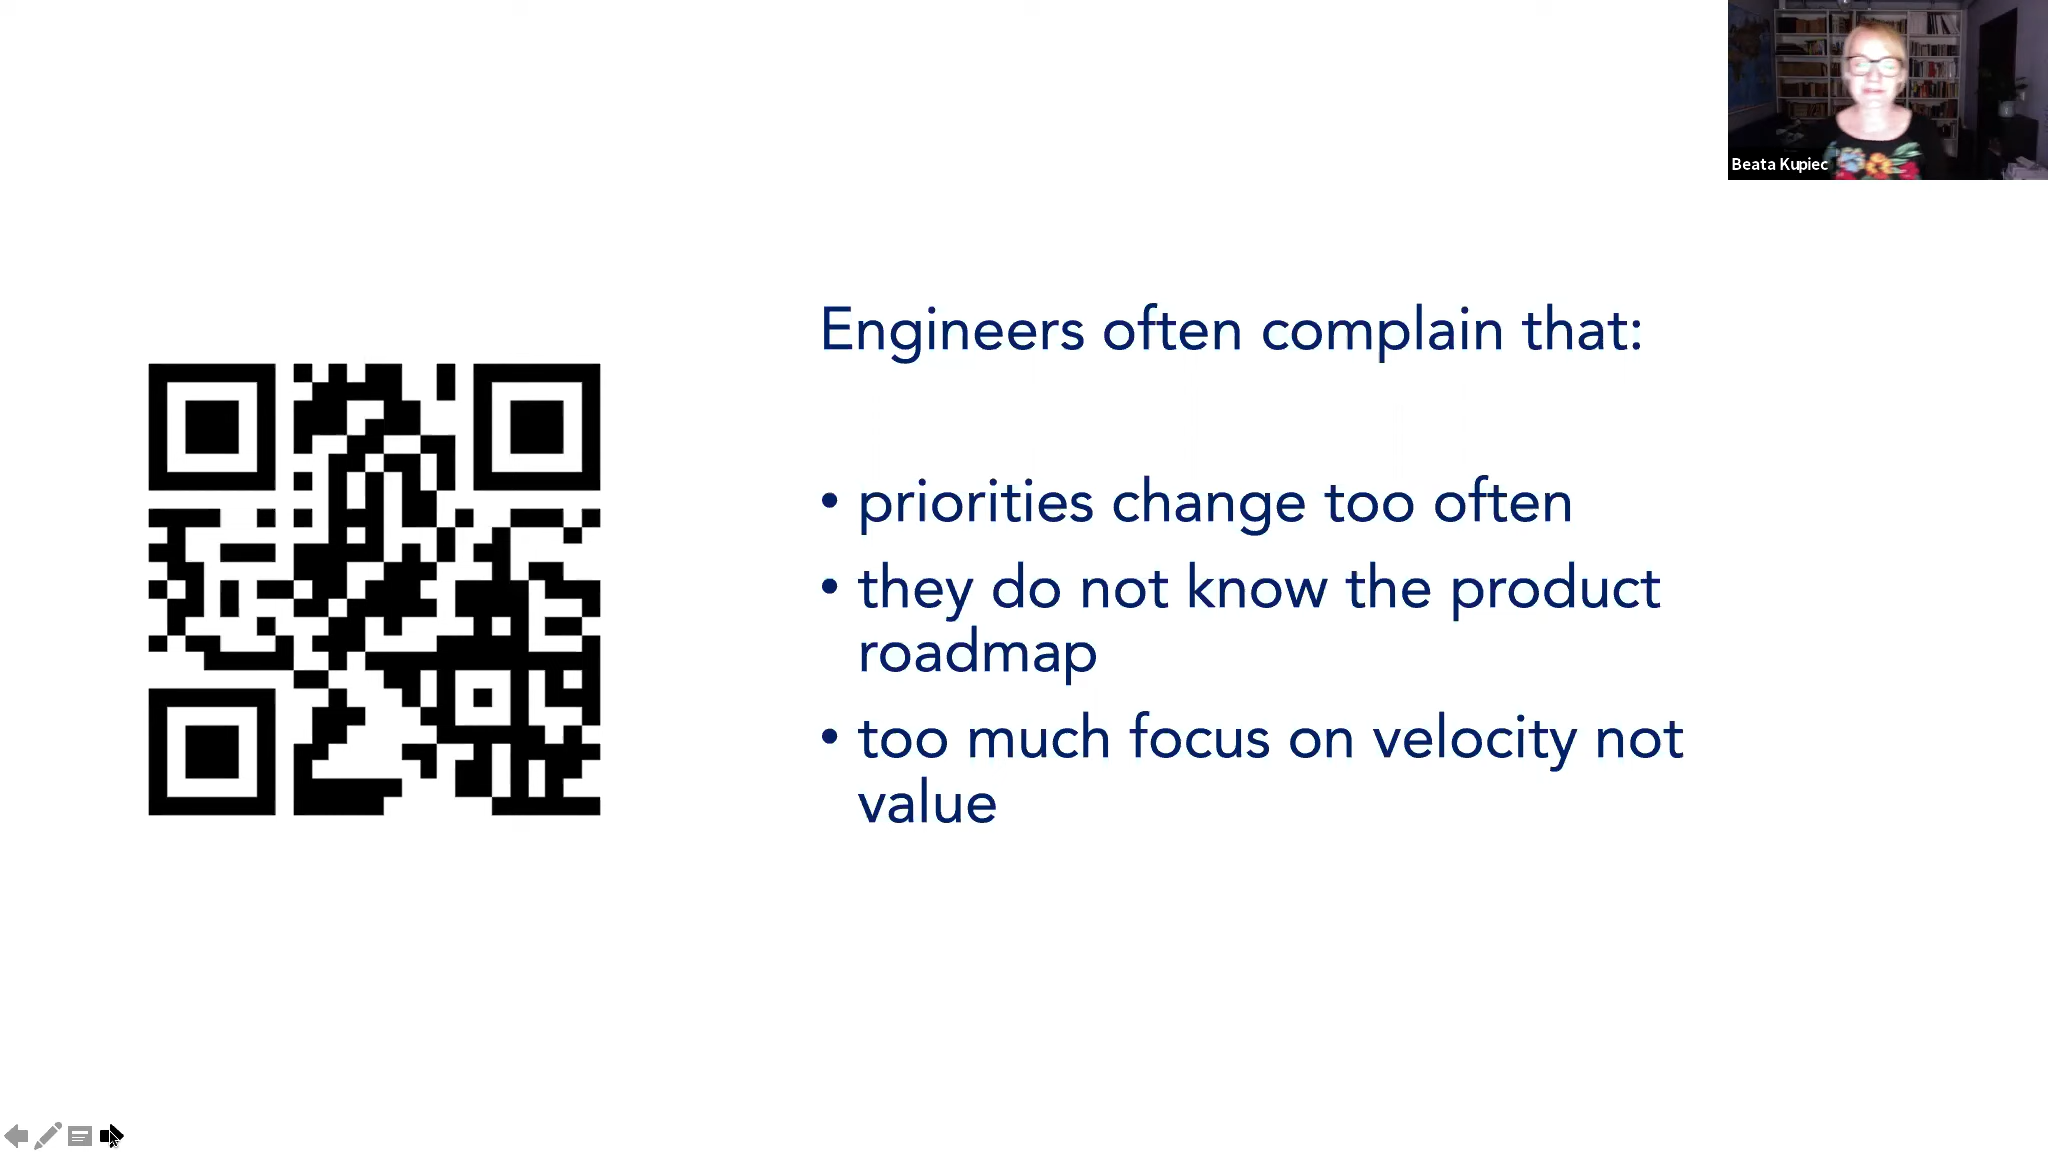 Beata Kupiec
Engineers often complain that:
• priorities change too often
• they do not know the product
roadmap
• too much focus on velocity not
value